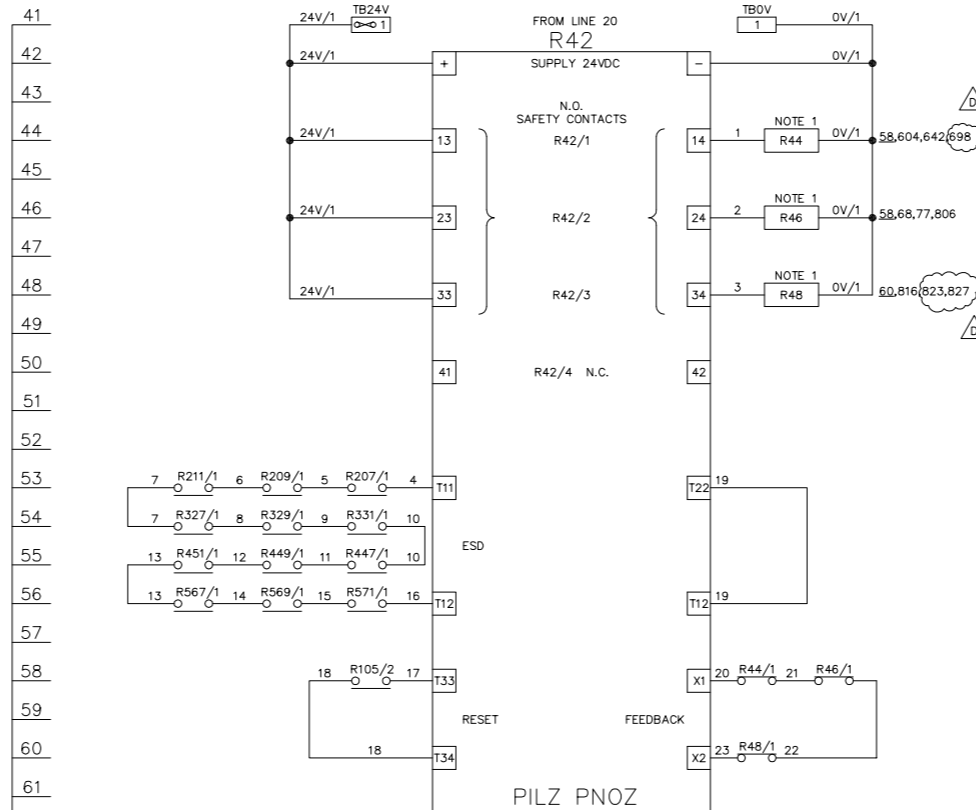 41
24V/1 TB24V 1 FROM LINE 20 TB0V 1 0V/1
R42
42
24V/1 + SUPPLY 24VDC - 0V/1
43
N.O.
SAFETY CONTACTS
D
NOTE 1
44
24V/1 13 R42/1 14 1 R44 0V/1 58,604,642,698
45
NOTE 1
46
24V/1 23 R42/2 24 2 R46 0V/1 58,68,77,806
47
NOTE 1
48
24V/1 33 R42/3 34 3 R48 0V/1 60,816,823,827
49
D
50
41 R42/4 N.C. 42
51
52
53
7 R211/1 6 R209/1 5 R207/1 4 T11 T22 19
54
7 R327/1 8 R329/1 9 R331/1 10
ESD
55
13 R451/1 12 R449/1 11 R447/1 10
56
13 R567/1 14 R569/1 15 R571/1 16 T12 T12 19
57
58
18 R105/2 17 T33 X1 20 R44/1 21 R46/1
59
RESET FEEDBACK
60
18 T34 X2 23 R48/1 22
61
PILZ PNOZ